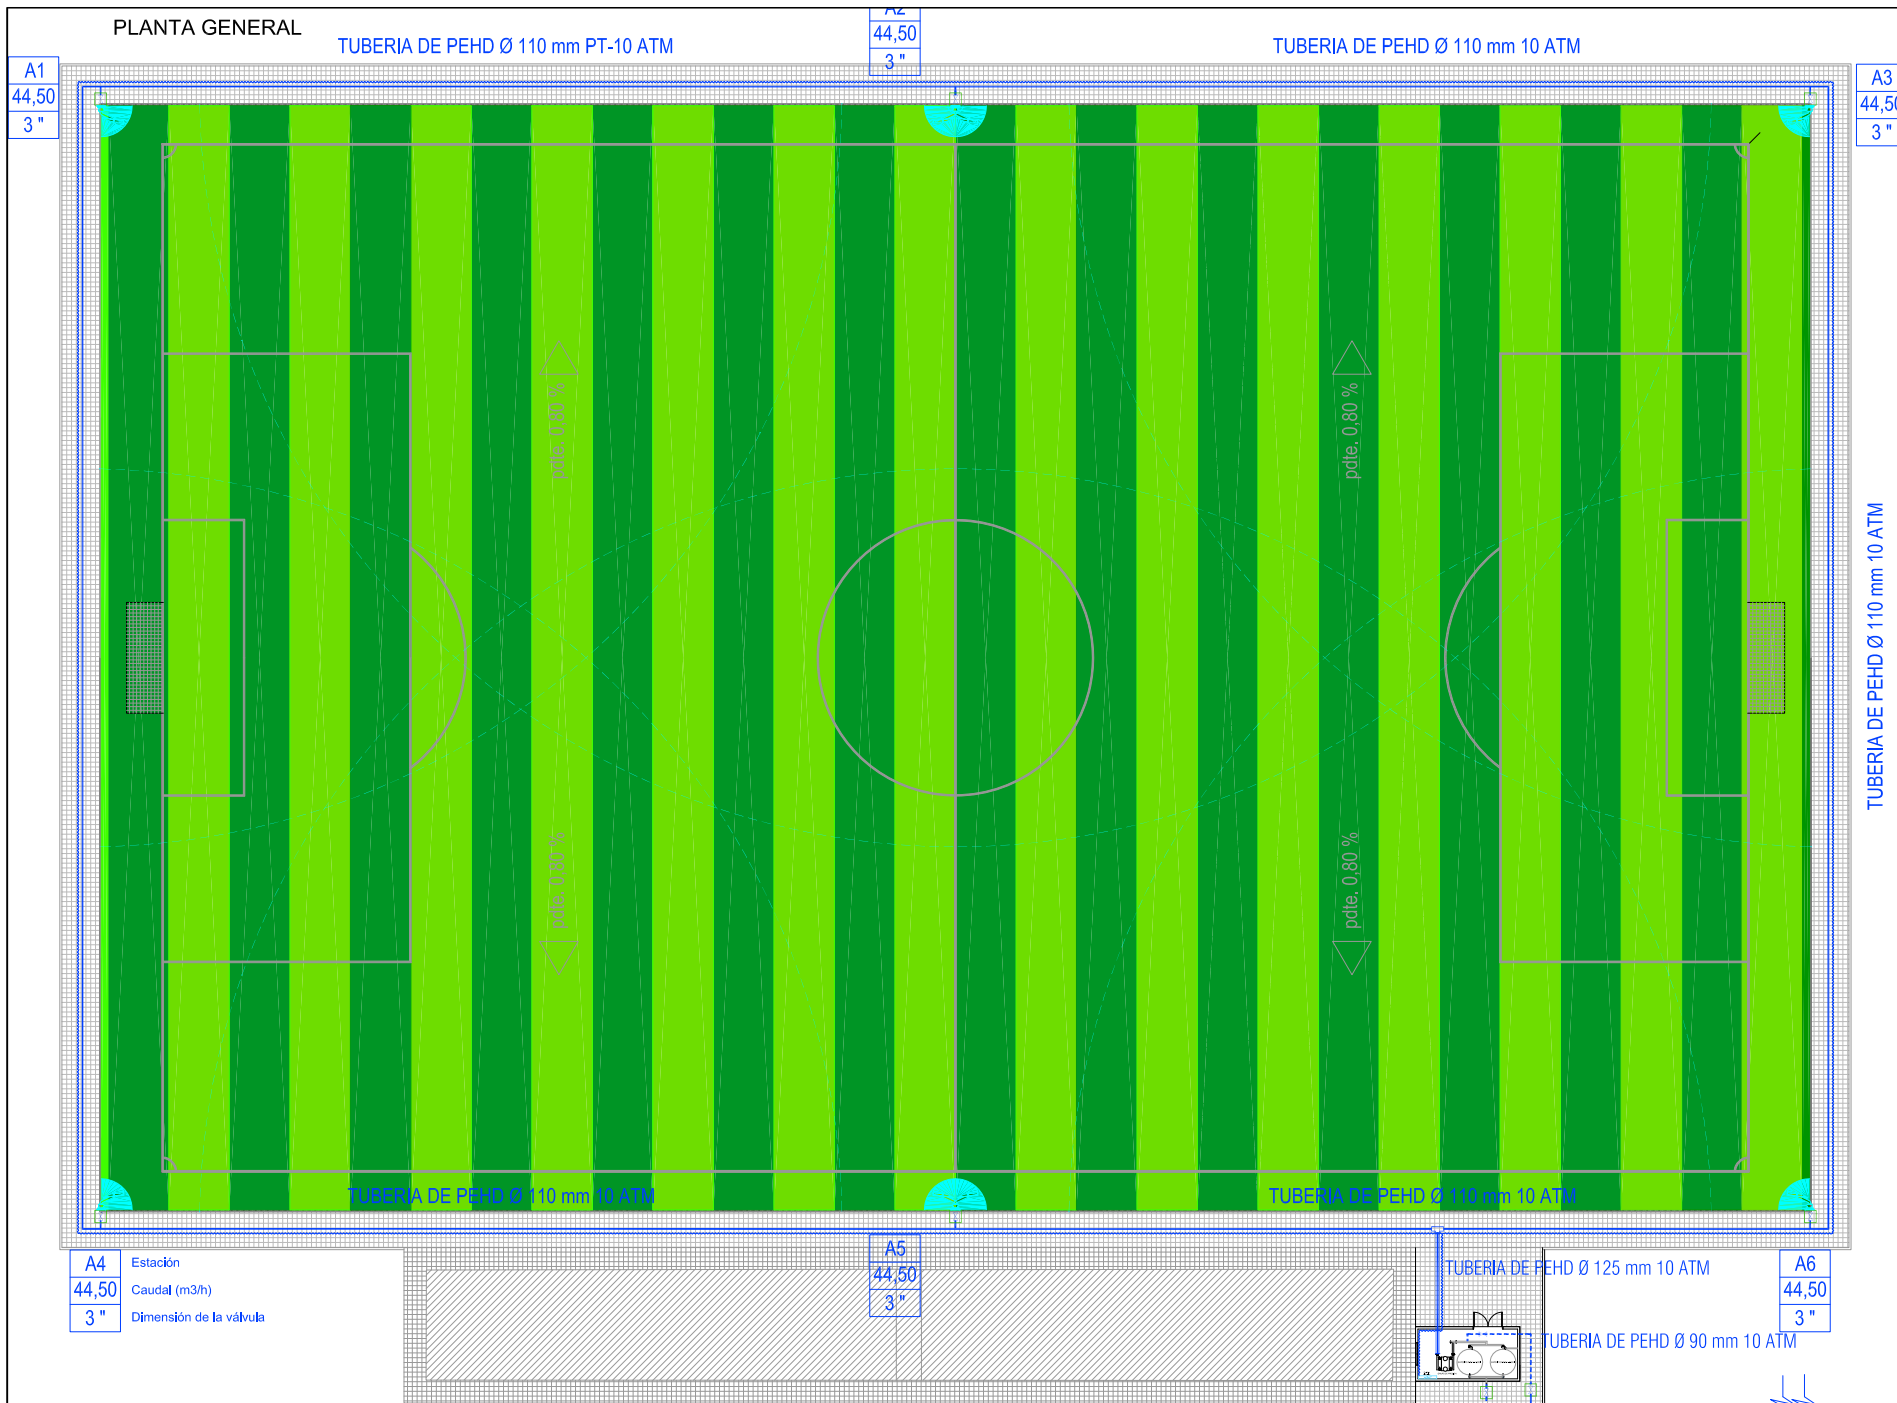 PLANTA GENERAL
TUBERIA DE PEHD Ø 110 mm PT-10 ATM
A2
44,50
3 "
TUBERIA DE PEHD Ø 110 mm 10 ATM
A1
44,50
3 "
A3
44,50
3 "
pdte. 0,80 %
pdte. 0,80 %
TUBERIA DE PEHD Ø 110 mm 10 ATM
pdte. 0,80 %
pdte. 0,80 %
TUBERIA DE PEHD Ø 110 mm 10 ATM
TUBERIA DE PEHD Ø 110 mm 10 ATM
A4 Estación
44,50 Caudal (m3/h)
3 " Dimensión de la válvula
A5
44,50
3 "
TUBERIA DE PEHD Ø 125 mm 10 ATM
A6
44,50
3 "
TUBERIA DE PEHD Ø 90 mm 10 ATM